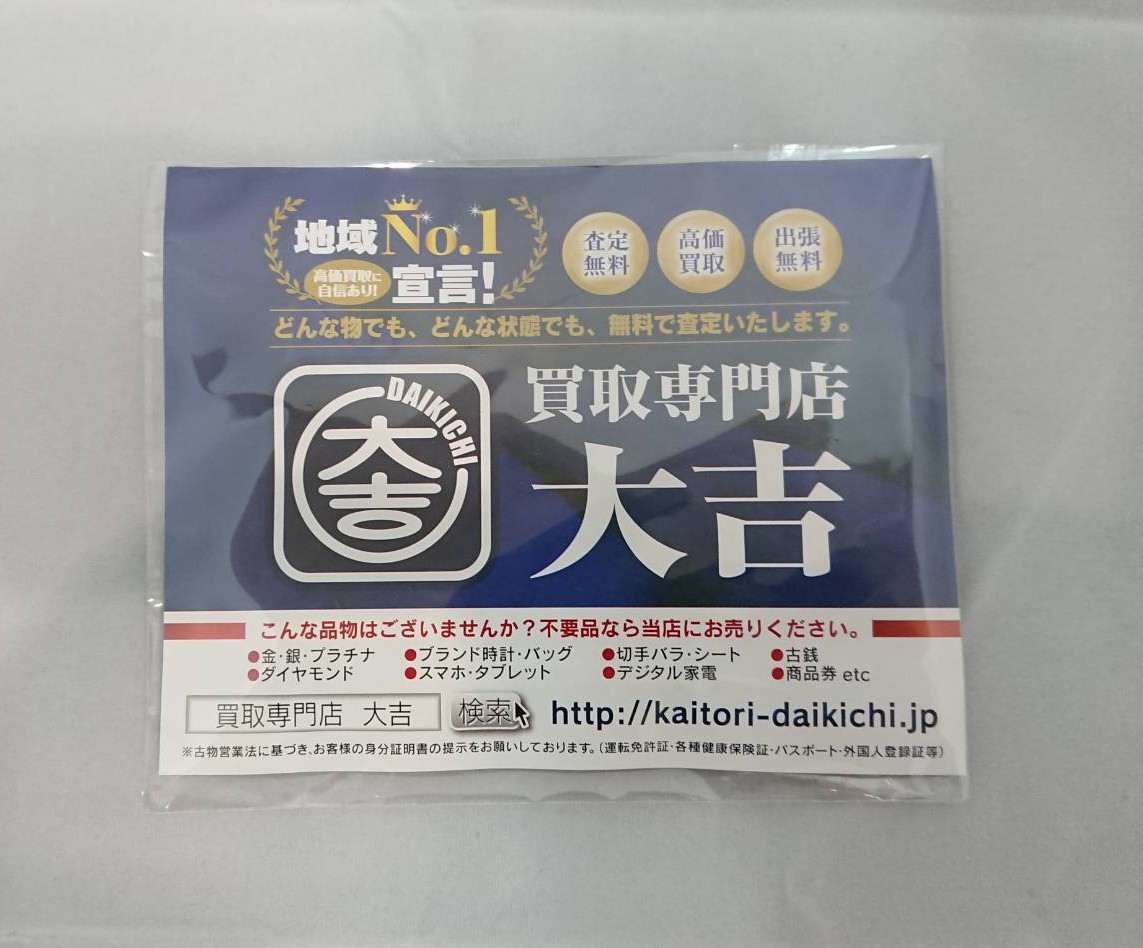 地域No.1
高価買取に
自信あり!
宣言!
査定
無料
高価
買取
出張
無料
どんな物でも、どんな状態でも、無料で査定いたします。
DAIKICHI
大吉
買取専門店
大吉
こんな品物はございませんか?不要品なら当店にお売りください。
●金・銀・プラチナ ●ブランド時計・バッグ ●切手バラ・シート ●古銭
●ダイヤモンド ●スマホ・タブレット ●デジタル家電 ●商品券 etc
買取専門店 大吉 検索 http://kaitori-daikichi.jp
※古物営業法に基づき、お客様の身分証明書の提示をお願いしております。(運転免許証・各種健康保険証・パスポート・外国人登録証等)